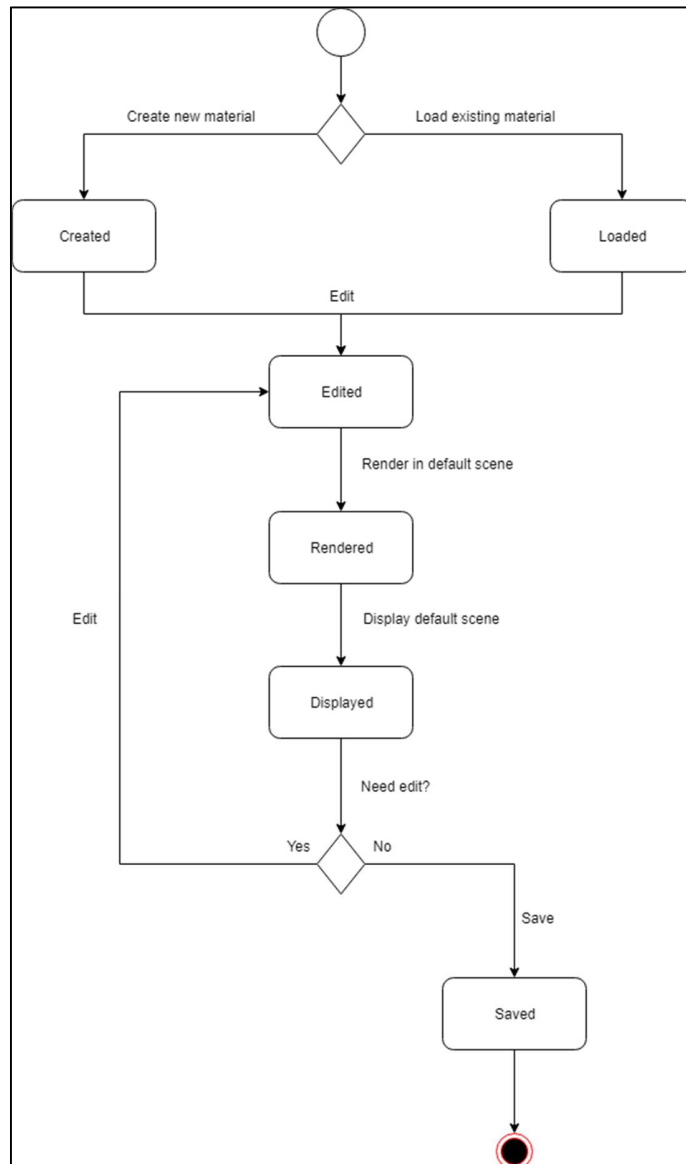 Create new material
Load existing material
Created
Loaded
Edit
Edited
Render in default scene
Rendered
Edit
Display default scene
Displayed
Need edit?
Yes
No
Save
Saved